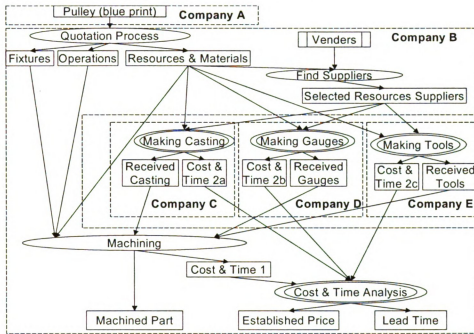 Pulley (blue print)
Company A
Quotation Process
Company B
Venders
Fixtures
Operations
Resources & Materials
Find Suppliers
Selected Resources Suppliers
Making Casting
Making Gauges
Making Tools
Received
Casting
Cost &
Time 2a
Cost &
Time 2b
Received
Gauges
Cost &
Time 2c
Received
Tools
Company C
Company D
Company E
Machining
Cost & Time 1
Cost & Time Analysis
Machined Part
Established Price
Lead Time